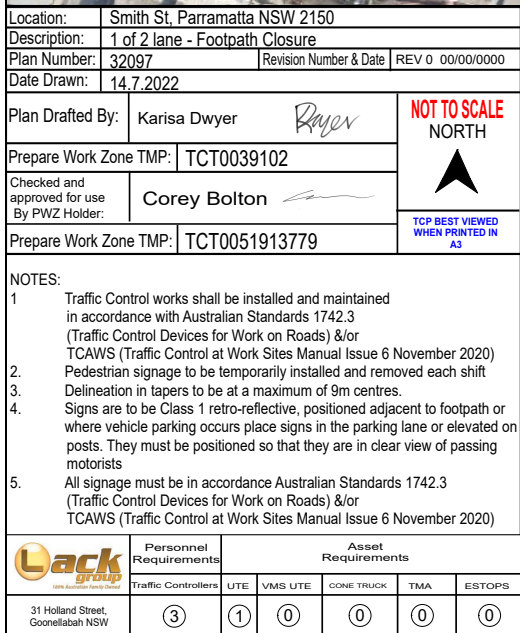 Location: Smith St, Parramatta NSW 2150
Description: 1 of 2 lane - Footpath Closure
Plan Number: 32097 Revision Number & Date REV 0 00/00/0000
Date Drawn: 14.7.2022
Plan Drafted By: Karisa Dwyer
NOT TO SCALE
NORTH
Prepare Work Zone TMP: TCT0039102
Checked and
approved for use
By PWZ Holder:
Corey Bolton
TCP BEST VIEWED
WHEN PRINTED IN
A3
Prepare Work Zone TMP: TCT0051913779
NOTES:
1 Traffic Control works shall be installed and maintained
in accordance with Australian Standards 1742.3
(Traffic Control Devices for Work on Roads) &/or
TCAWS (Traffic Control at Work Sites Manual Issue 6 November 2020)
2. Pedestrian signage to be temporarily installed and removed each shift
3. Delineation in tapers to be at a maximum of 9m centres.
4. Signs are to be Class 1 retro-reflective, positioned adjacent to footpath or
where vehicle parking occurs place signs in the parking lane or elevated on
posts. They must be positioned so that they are in clear view of passing
motorists
5. All signage must be in accordance Australian Standards 1742.3
(Traffic Control Devices for Work on Roads) &/or
TCAWS (Traffic Control at Work Sites Manual Issue 6 November 2020)
Lack
group
100% Australian Family Owned
Personnel
Requirements
Asset
Requirements
Traffic Controllers UTE VMS UTE CONE TRUCK TMA ESTOPS
31 Holland Street,
Goonellabah NSW
3 1 0 0 0 0